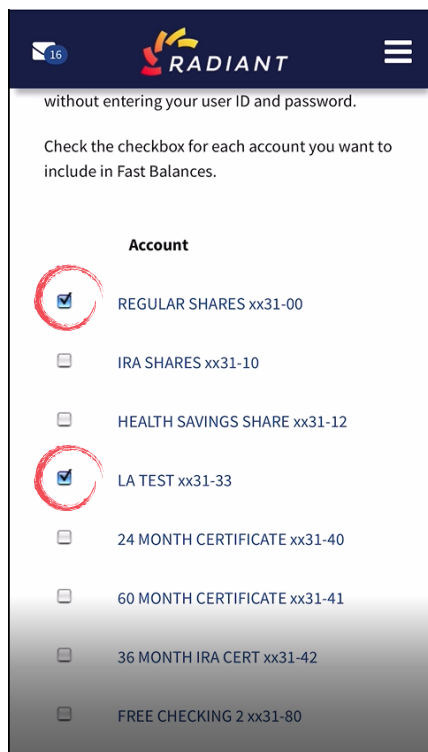 16
RADIANT
without entering your user ID and password.
Check the checkbox for each account you want to
include in Fast Balances.
Account
REGULAR SHARES xx31-00
IRA SHARES xx31-10
HEALTH SAVINGS SHARE xx31-12
LA TEST xx31-33
24 MONTH CERTIFICATE xx31-40
60 MONTH CERTIFICATE xx31-41
36 MONTH IRA CERT xx31-42
FREE CHECKING 2 xx31-80